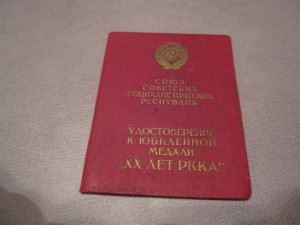 СОЮЗ
СОВЕТСКИХ
СОЦИАЛИСТИЧЕСКИХ
РЕСПУБЛИК
УДОСТОВЕРЕНИЕ
К ЮБИЛЕЙНОЙ
МЕДАЛИ
„XX ЛЕТ РККА"